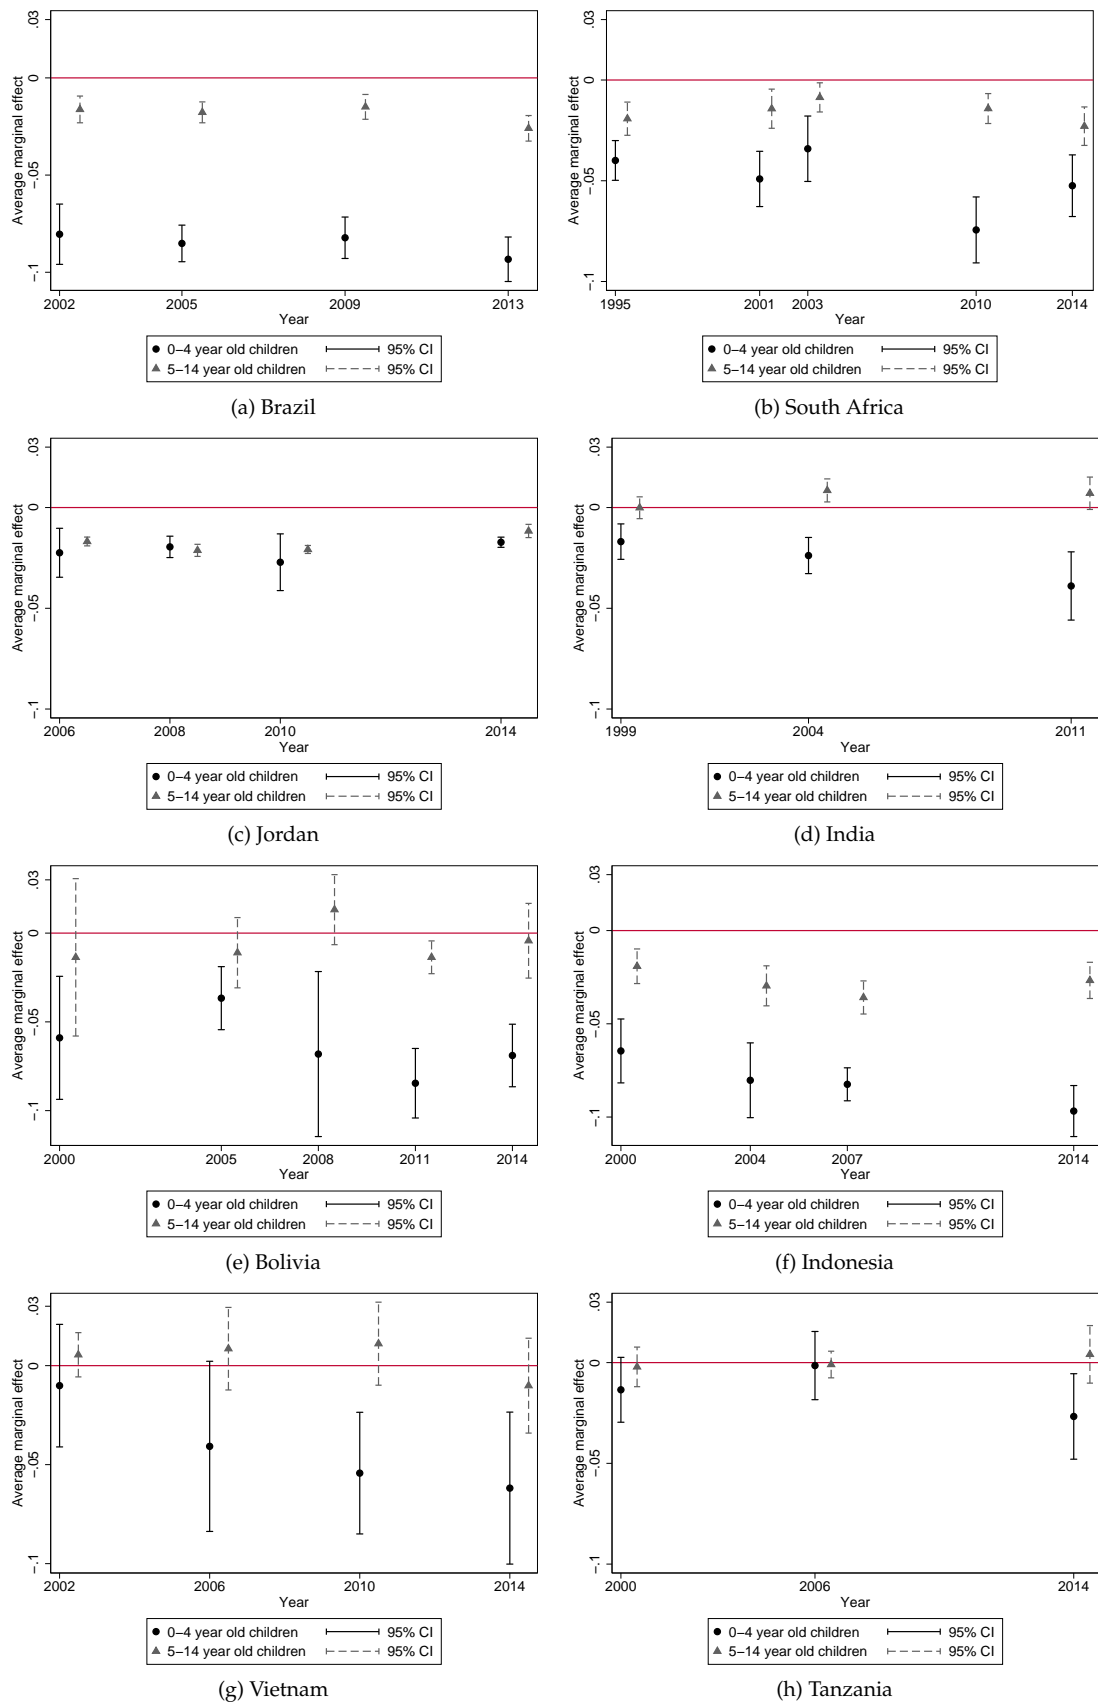 Average marginal effect
.03
0
-.05
-.1
2002 2005 2009 2013
Year
0-4 year old children 95% CI
5-14 year old children 95% CI
(a) Brazil
Average marginal effect
.03
0
-.05
-.1
1995 2001 2003 2010 2014
Year
0-4 year old children 95% CI
5-14 year old children 95% CI
(b) South Africa
Average marginal effect
.03
0
-.05
-.1
2006 2008 2010 2014
Year
0-4 year old children 95% CI
5-14 year old children 95% CI
(c) Jordan
Average marginal effect
.03
0
-.05
-.1
1999 2004 2011
Year
0-4 year old children 95% CI
5-14 year old children 95% CI
(d) India
Average marginal effect
.03
0
-.05
-.1
2000 2005 2008 2011 2014
Year
0-4 year old children 95% CI
5-14 year old children 95% CI
(e) Bolivia
Average marginal effect
.03
0
-.05
-.1
2000 2004 2007 2014
Year
0-4 year old children 95% CI
5-14 year old children 95% CI
(f) Indonesia
Average marginal effect
.03
0
-.05
-.1
2002 2006 2010 2014
Year
0-4 year old children 95% CI
5-14 year old children 95% CI
(g) Vietnam
Average marginal effect
.03
0
-.05
-.1
2000 2006 2014
Year
0-4 year old children 95% CI
5-14 year old children 95% CI
(h) Tanzania